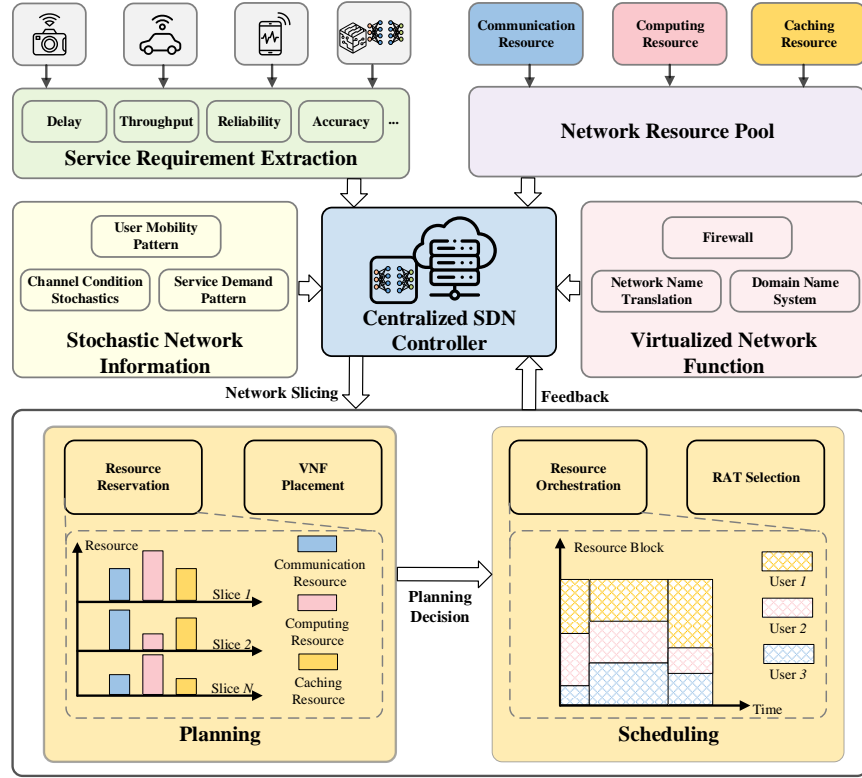 Communication
Resource
Computing
Resource
Caching
Resource
Delay
Throughput
Reliability
Accuracy
...
Service Requirement Extraction
Network Resource Pool
User Mobility
Pattern
Channel Condition
Stochastics
Service Demand
Pattern
Stochastic Network
Information
Centralized SDN
Controller
Firewall
Network Name
Translation
Domain Name
System
Virtualized Network
Function
Network Slicing
Feedback
Resource
Reservation
VNF
Placement
Resource
Slice 1
Slice 2
Slice N
Communication
Resource
Computing
Resource
Caching
Resource
Planning
Planning
Decision
Resource
Orchestration
RAT Selection
Resource Block
User 1
User 2
User 3
Time
Scheduling